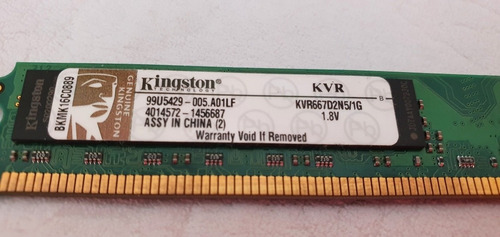 Kingston
BKMK16C0889
GENUINE
KINGSTON
Kingston
TECHNOLOGY
KVR
99U5429-005.A01LF
KVR667D2N5/1G
4014572-1456687
1.8V
ASSY IN CHINA (2)
Warranty Void If Removed